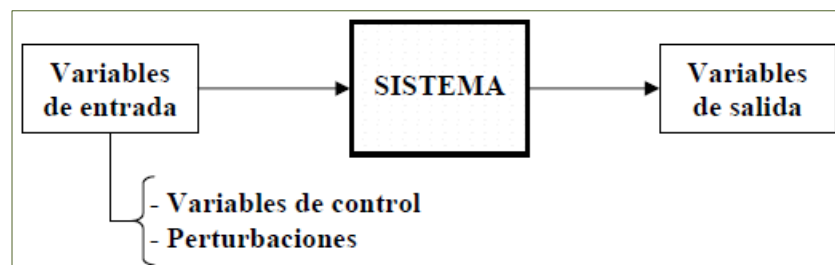 Variables
de entrada
SISTEMA
Variables
de salida
- Variables de control
- Perturbaciones